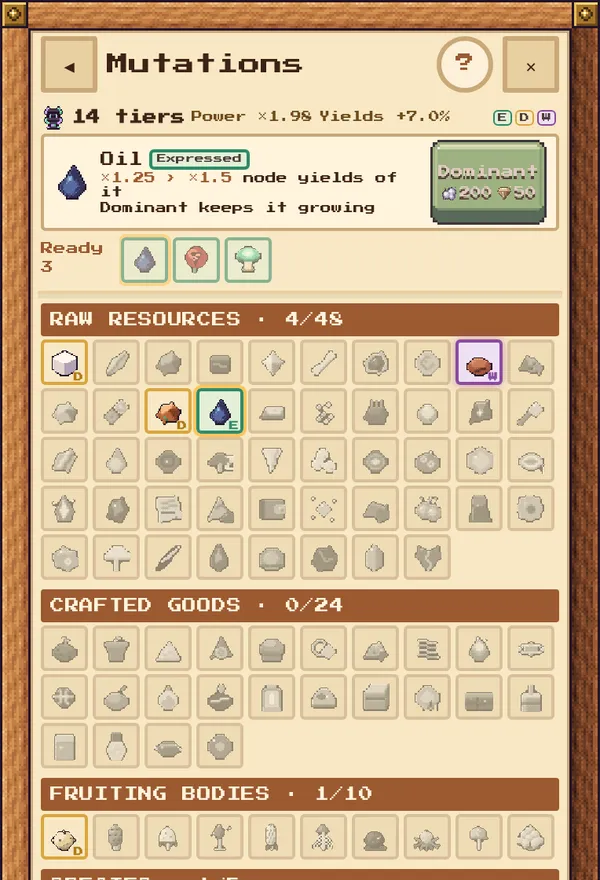 ◂ Mutations ? ×
14 tiers Power ×1.98 Yields +7.0% E D W
Oil Expressed
×1.25 › ×1.5 node yields of
it
Dominant keeps it growing
Dominant
200 50
Ready
3
RAW RESOURCES · 4/48
D
W
D
E
CRAFTED GOODS · 0/24
FRUITING BODIES · 1/10
D